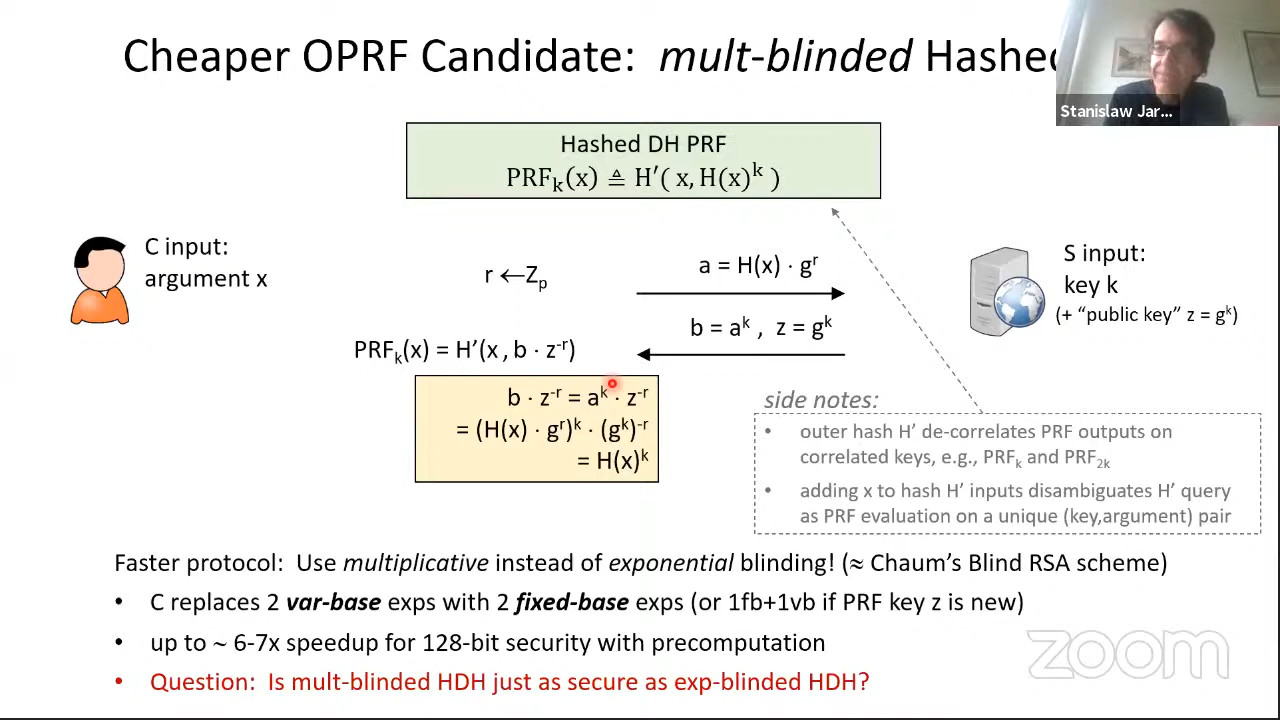 Cheaper OPRF Candidate: mult-blinded Hashed
Stanislaw Jar...
Hashed DH PRF
PRFₖ(x) ≜ H′( x, H(x)ᵏ )
C input:
argument x
r ←Zₚ
a = H(x) · gʳ
S input:
key k
(+ “public key” z = gᵏ)
b = aᵏ , z = gᵏ
PRFₖ(x) = H’(x , b · z⁻ʳ)
b · z⁻ʳ = aᵏ · z⁻ʳ
= (H(x) · gʳ)ᵏ · (gᵏ)⁻ʳ
= H(x)ᵏ
side notes:
• outer hash H’ de-correlates PRF outputs on
correlated keys, e.g., PRFₖ and PRF₂ₖ
• adding x to hash H’ inputs disambiguates H’ query
as PRF evaluation on a unique (key,argument) pair
Faster protocol: Use multiplicative instead of exponential blinding! (≈ Chaum’s Blind RSA scheme)
• C replaces 2 var-base exps with 2 fixed-base exps (or 1fb+1vb if PRF key z is new)
• up to ~ 6-7x speedup for 128-bit security with precomputation
• Question: Is mult-blinded HDH just as secure as exp-blinded HDH?
zoom